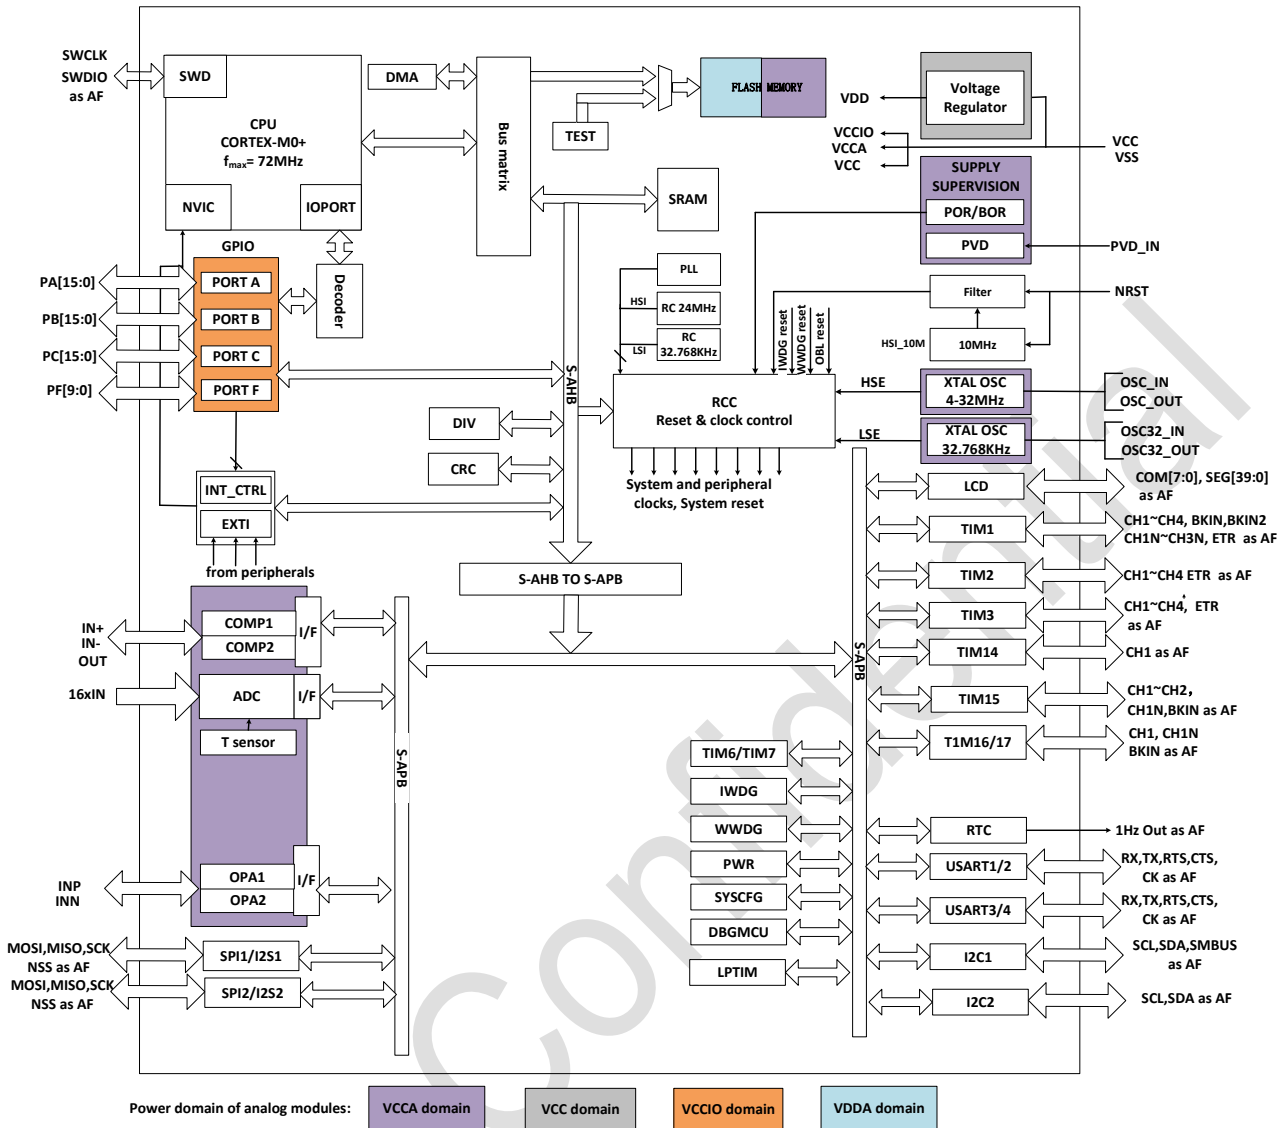 SWCLK
SWDIO
as AF
SWD
CPU
CORTEX-M0+
fmax= 72MHz
NVIC
IOPORT
DMA
Bus matrix
TEST
FLASH MEMORY
SRAM
VDD
VCCIO
VCCA
VCC
Voltage
Regulator
VCC
VSS
SUPPLY
SUPERVISION
POR/BOR
PVD
PVD_IN
GPIO
PORT A
PORT B
PORT C
PORT F
PA[15:0]
PB[15:0]
PC[15:0]
PF[9:0]
Decoder
PLL
HSI
RC 24MHz
LSI
RC
32.768KHz
IWDG reset
WWDG reset
OBL reset
Filter
NRST
HSI_10M
10MHz
S-AHB
RCC
Reset & clock control
HSE
XTAL OSC
4-32MHz
OSC_IN
OSC_OUT
LSE
XTAL OSC
32.768KHz
OSC32_IN
OSC32_OUT
DIV
CRC
System and peripheral
clocks, System reset
INT_CTRL
EXTI
from peripherals
S-AHB TO S-APB
LCD
COM[7:0], SEG[39:0]
as AF
TIM1
CH1~CH4, BKIN,BKIN2
CH1N~CH3N, ETR as AF
TIM2
CH1~CH4 ETR as AF
TIM3
CH1~CH4, ETR
as AF
TIM14
CH1 as AF
TIM15
CH1~CH2,
CH1N,BKIN as AF
T1M16/17
CH1, CH1N
BKIN as AF
RTC
1Hz Out as AF
USART1/2
RX,TX,RTS,CTS,
CK as AF
USART3/4
RX,TX,RTS,CTS,
CK as AF
I2C1
SCL,SDA,SMBUS
as AF
I2C2
SCL,SDA as AF
S-APB
TIM6/TIM7
IWDG
WWDG
PWR
SYSCFG
DBGMCU
LPTIM
S-APB
IN+
IN-
OUT
COMP1
COMP2
I/F
16xIN
ADC
I/F
T sensor
INP
INN
OPA1
OPA2
I/F
MOSI,MISO,SCK
NSS as AF
SPI1/I2S1
MOSI,MISO,SCK
NSS as AF
SPI2/I2S2
Confidential
Power domain of analog modules:
VCCA domain
VCC domain
VCCIO domain
VDDA domain